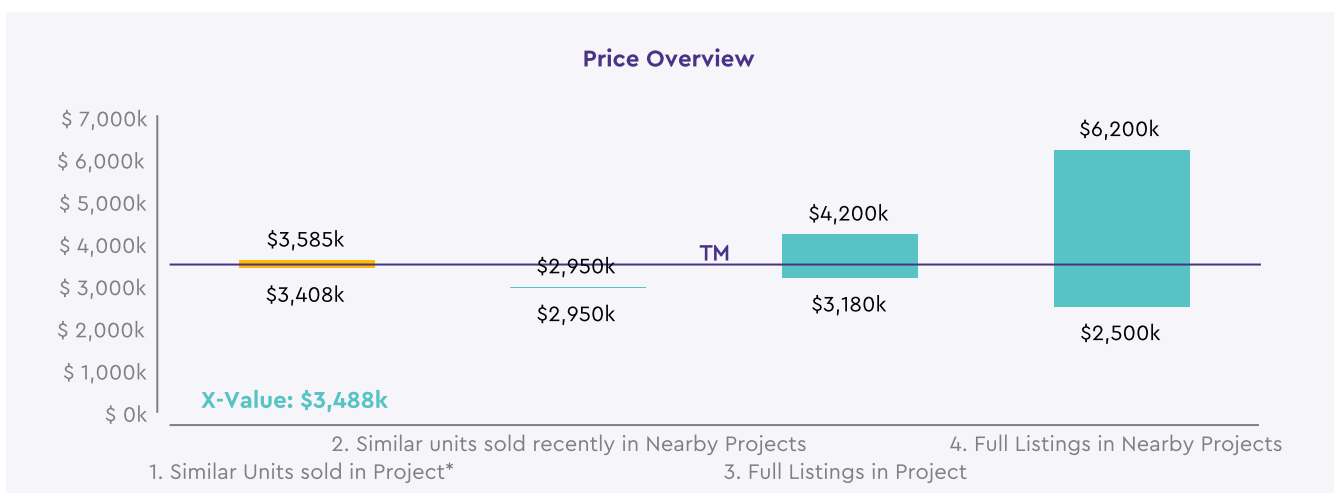 Price Overview
$ 7,000k
$ 6,000k
$ 5,000k
$ 4,000k
$ 3,000k
$ 2,000k
$ 1,000k
$ 0k
$3,585k
$3,408k
$2,950k
$2,950k
TM
$4,200k
$3,180k
$6,200k
$2,500k
X-Value: $3,488k
1. Similar Units sold in Project*
2. Similar units sold recently in Nearby Projects
3. Full Listings in Project
4. Full Listings in Nearby Projects